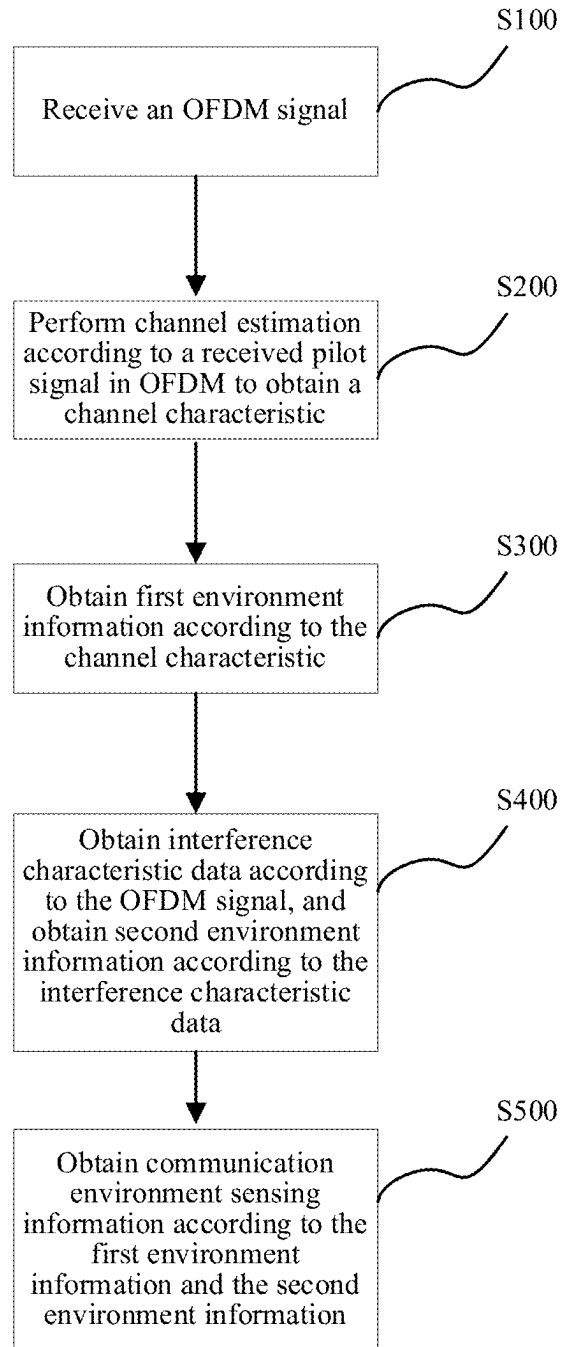 S100
Receive an OFDM signal
S200
Perform channel estimation
according to a received pilot
signal in OFDM to obtain a
channel characteristic
S300
Obtain first environment
information according to the
channel characteristic
S400
Obtain interference
characteristic data according
to the OFDM signal, and
obtain second environment
information according to the
interference characteristic
data
S500
Obtain communication
environment sensing
information according to the
first environment
information and the second
environment information